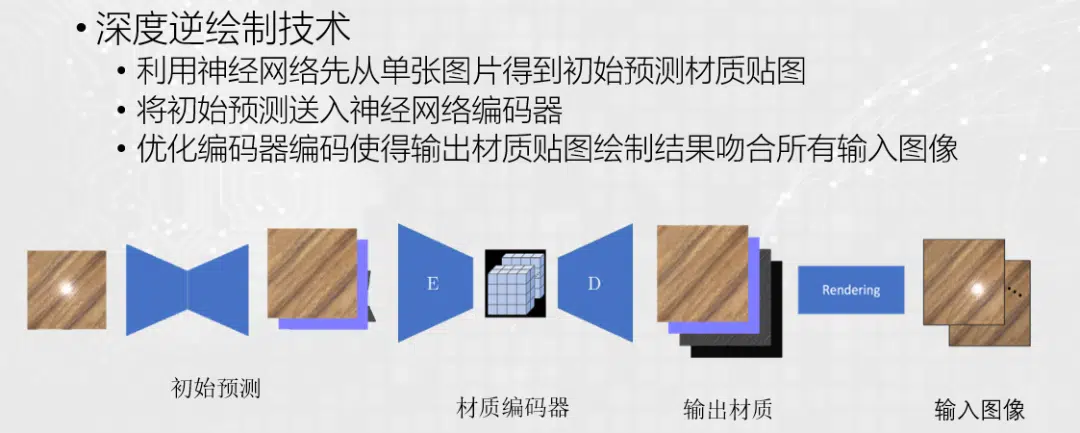 • 深度逆绘制技术
• 利用神经网络先从单张图片得到初始预测材质贴图
• 将初始预测送入神经网络编码器
• 优化编码器编码使得输出材质贴图绘制结果吻合所有输入图像
E
D
Rendering
初始预测
材质编码器
输出材质
输入图像